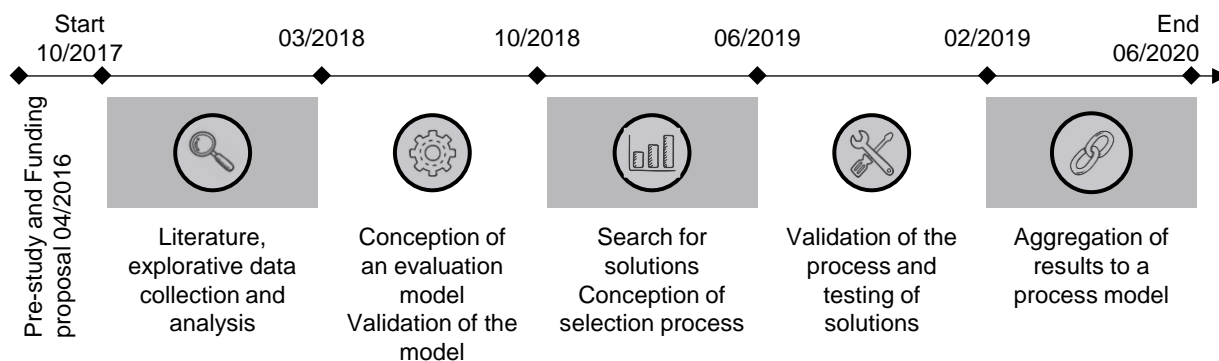 Start
10/2017
03/2018
10/2018
06/2019
02/2019
End
06/2020
Pre-study and Funding
proposal 04/2016
Literature,
explorative data
collection and
analysis
Conception of
an evaluation
model
Validation of the
model
Search for
solutions
Conception of
selection process
Validation of the
process and
testing of
solutions
Aggregation of
results to a
process model